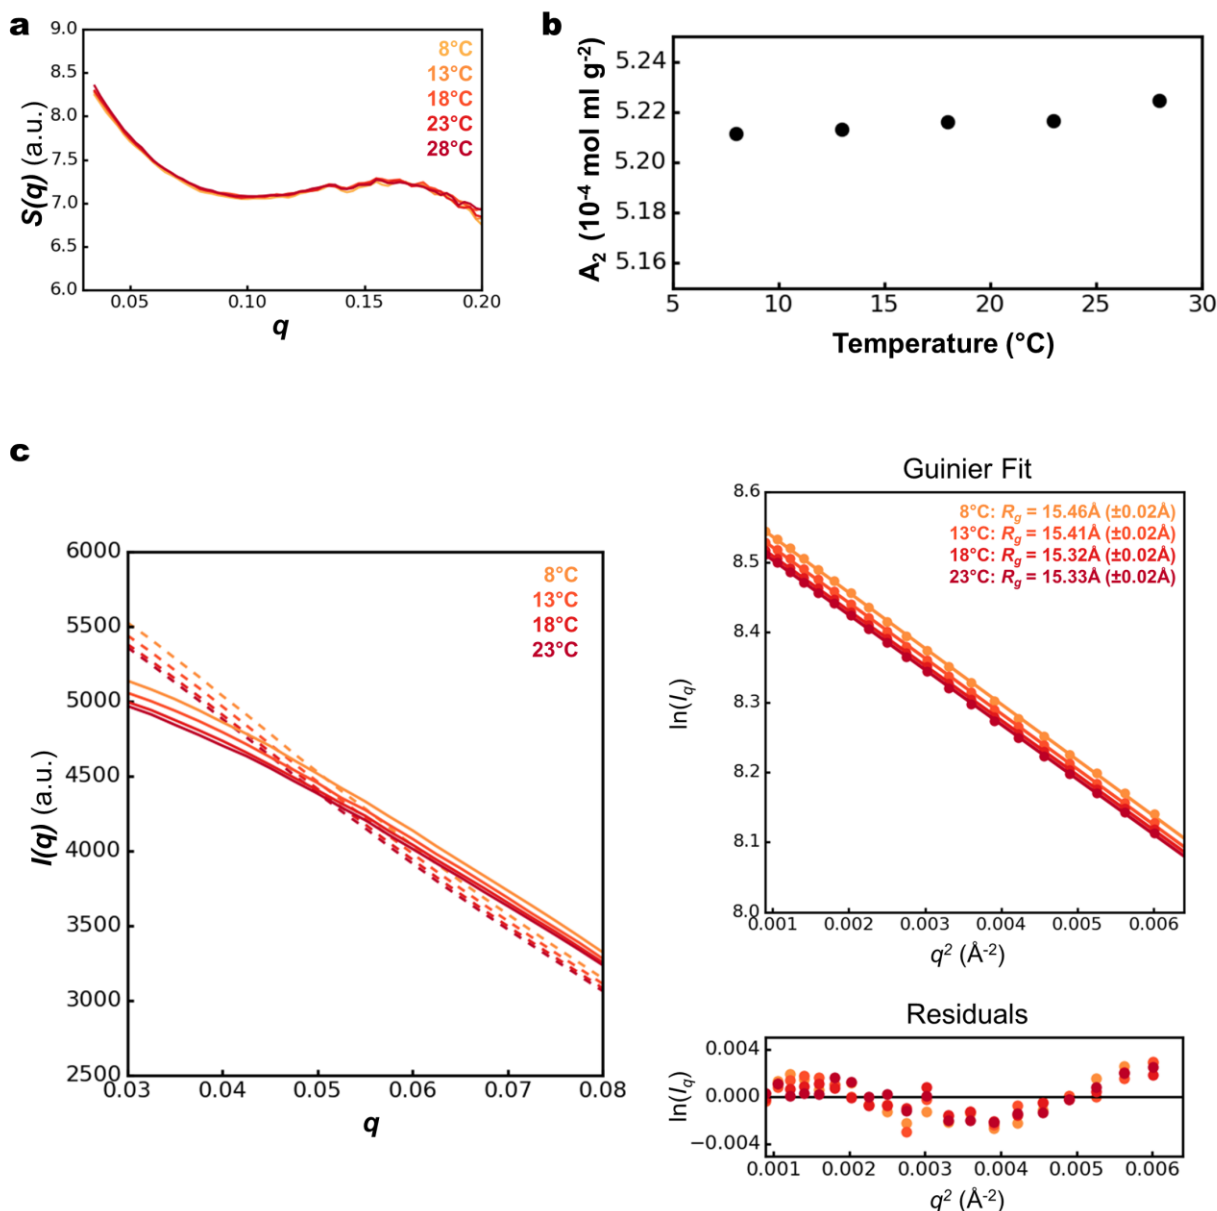 a
9.0
8.5
8.0
7.5
7.0
6.5
6.0
S(q) (a.u.)
8°C
13°C
18°C
23°C
28°C
0.05
0.10
0.15
0.20
q
b
5.24
5.22
5.20
5.18
5.16
A2 (10-4 mol ml g-2)
5
10
15
20
25
30
Temperature (°C)
c
6000
5500
5000
4500
4000
3500
3000
2500
I(q) (a.u.)
8°C
13°C
18°C
23°C
0.03
0.04
0.05
0.06
0.07
0.08
q
Guinier Fit
8.6
8.5
8.4
8.3
8.2
8.1
8.0
ln(Iq)
8°C: Rg = 15.46Å (±0.02Å)
13°C: Rg = 15.41Å (±0.02Å)
18°C: Rg = 15.32Å (±0.02Å)
23°C: Rg = 15.33Å (±0.02Å)
0.001
0.002
0.003
0.004
0.005
0.006
q2 (Å-2)
Residuals
0.004
0.000
−0.004
ln(Iq)
0.001
0.002
0.003
0.004
0.005
0.006
q2 (Å-2)